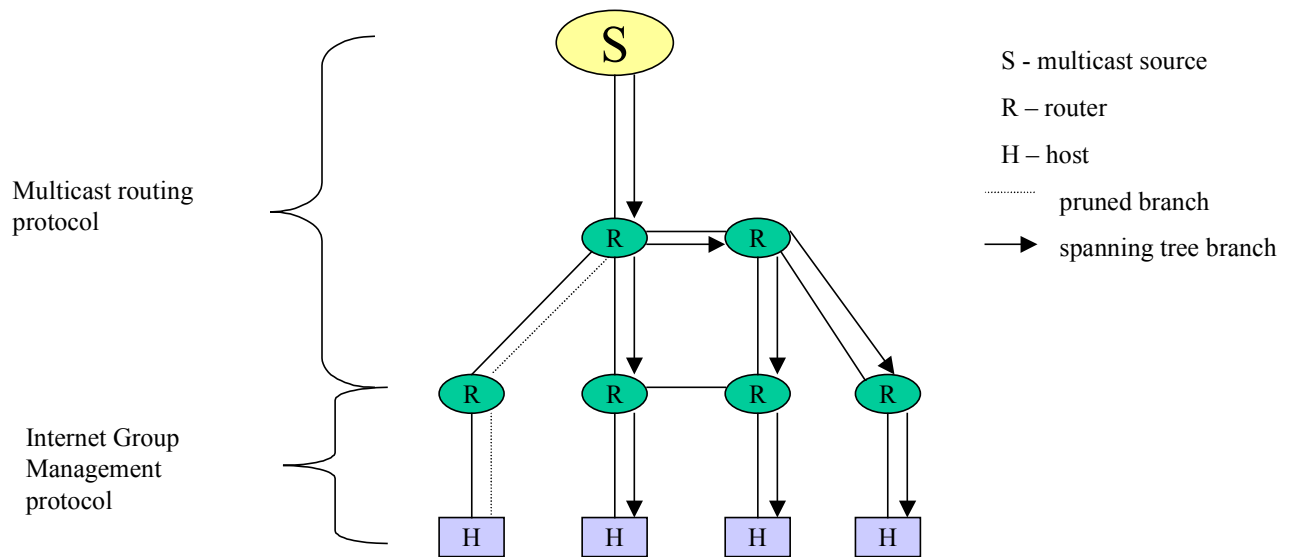 S
S - multicast source
R – router
H – host
pruned branch
spanning tree branch
Multicast routing
protocol
R R
R R R R
Internet Group
Management
protocol
H H H H